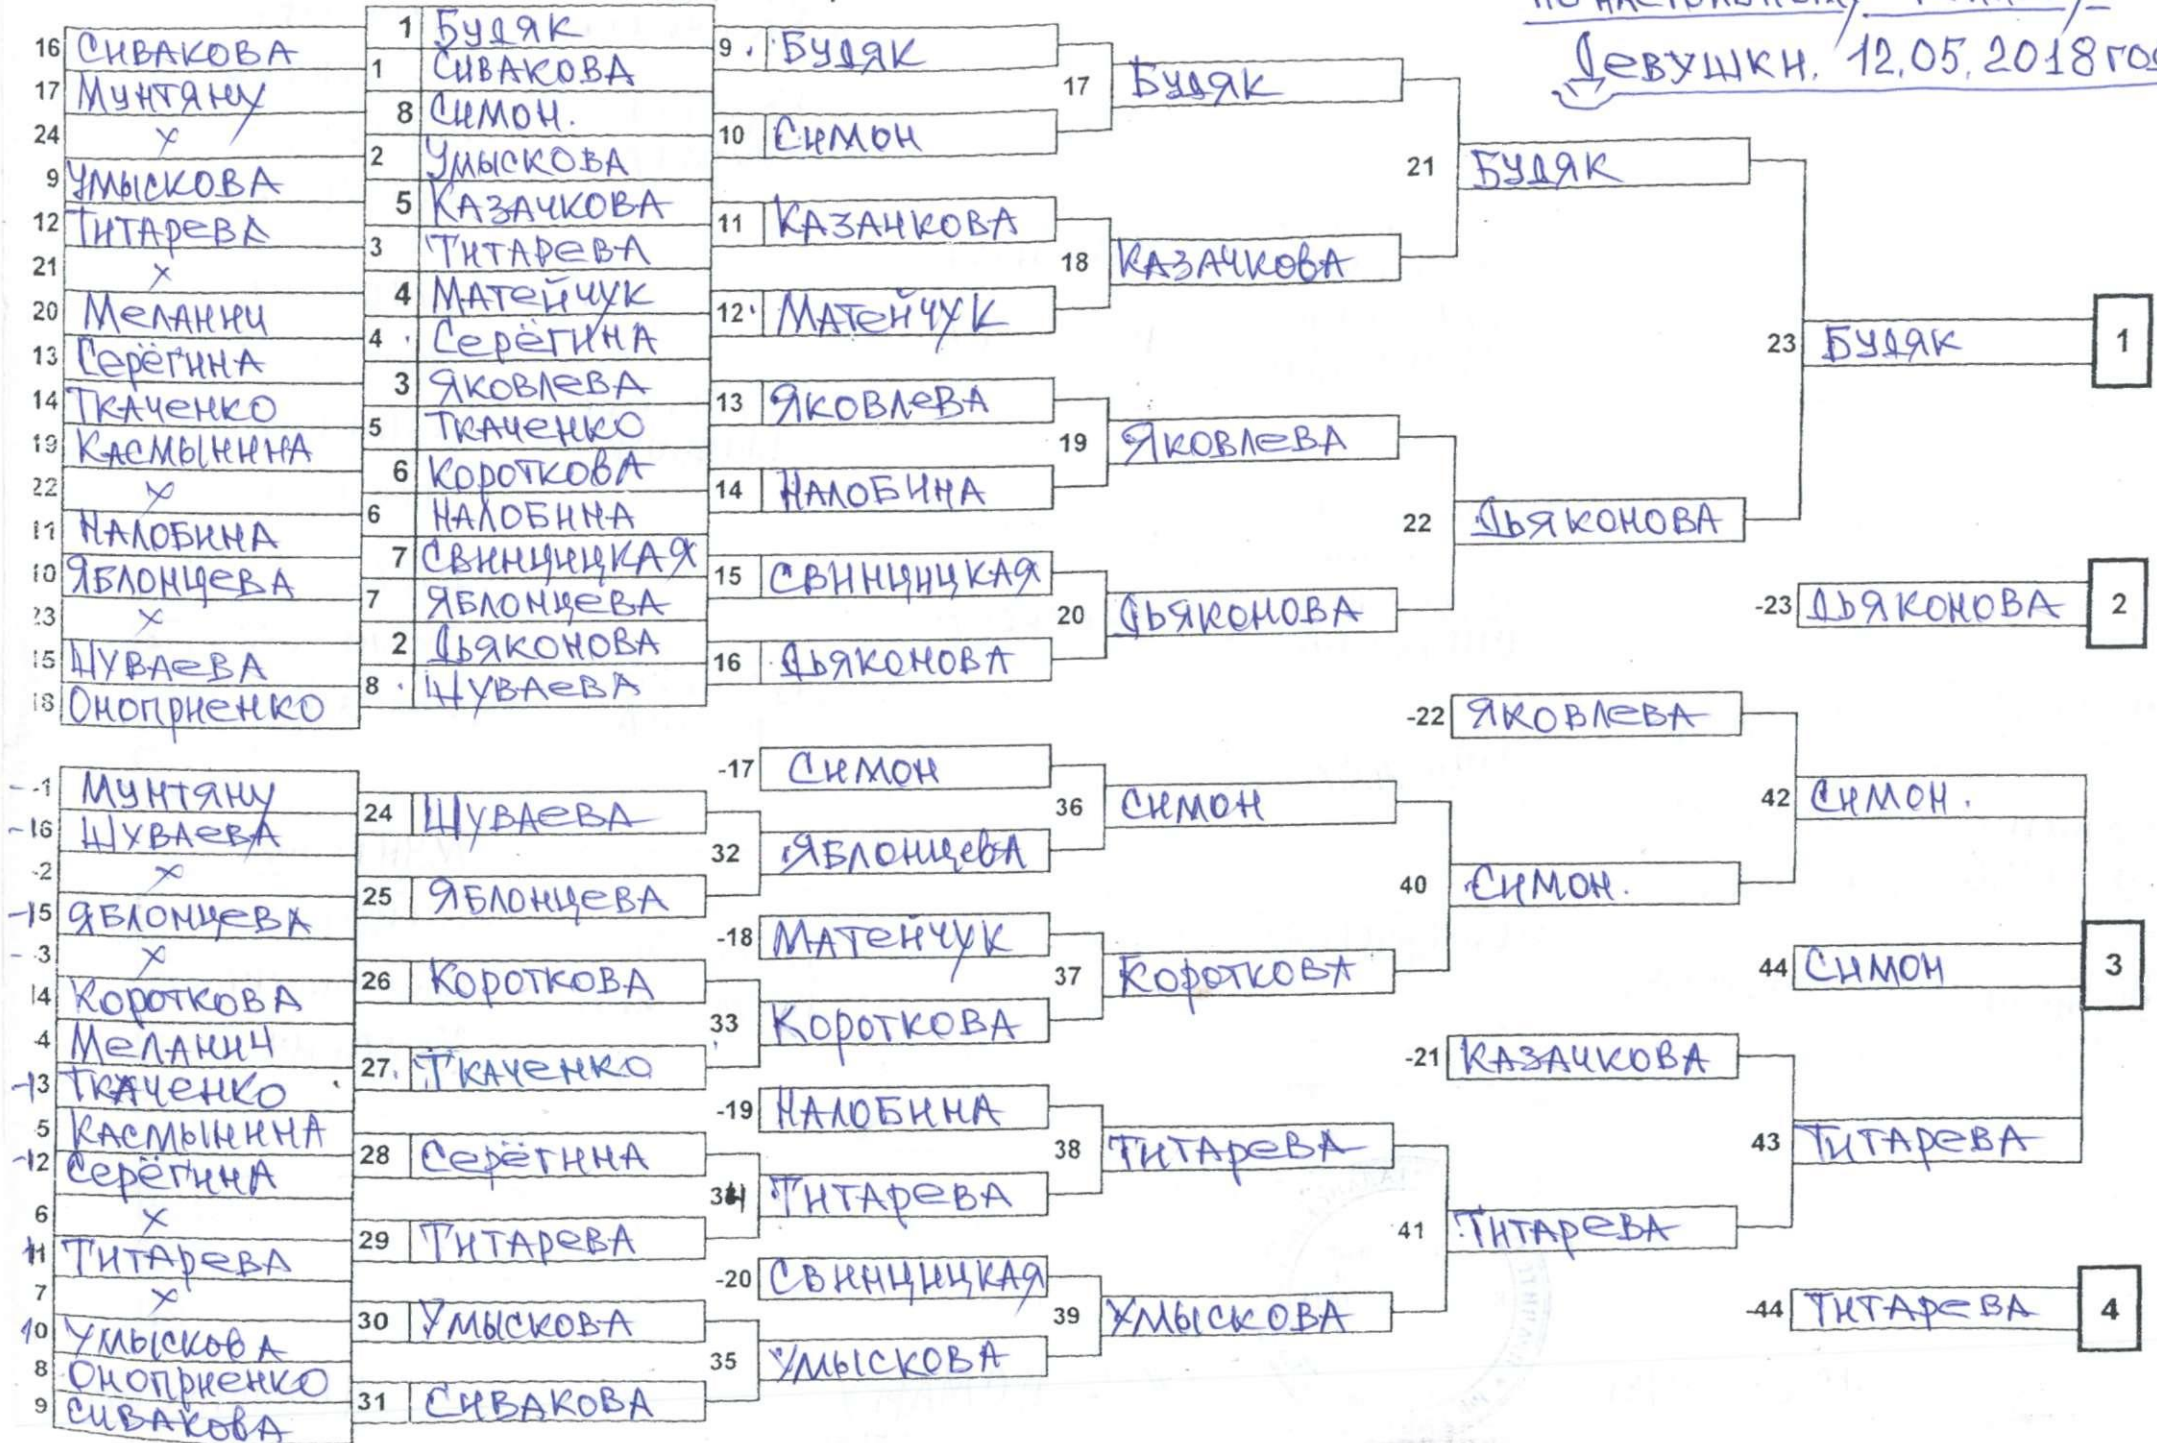 Девушки. 12.05.2018
16 СИВАКОВА
17 МУНТЯНУ
24 х
9 УМЫСКОВА
12 ТИТАРЕВА
21 х
20 МЕЛАНИЧ
13 СЕРЁГИНА
14 ТКАЧЕНКО
19 КАСМЫНИНА
22 х
11 НАЛОБИНА
10 ЯБЛОНЦЕВА
23 х
15 ШУВАЕВА
18 ОНОПРИЕНКО
1 БУДЯК
1 СИВАКОВА
8 СИМОН.
2 УМЫСКОВА
5 КАЗАЧКОВА
3 ТИТАРЕВА
4 МАТЕЙЧУК
4 СЕРЁГИНА
3 ЯКОВЛЕВА
5 ТКАЧЕНКО
6 КОРОТКОВА
6 НАЛОБИНА
7 СВИНЦИЦКАЯ
7 ЯБЛОНЦЕВА
2 ДЬЯКОНОВА
8 ШУВАЕВА
9 БУДЯК
10 СИМОН
11 КАЗАЧКОВА
12 МАТЕЙЧУК
13 ЯКОВЛЕВА
14 НАЛОБИНА
15 СВИНЦИЦКАЯ
16 ДЬЯКОНОВА
17 БУДЯК
18 КАЗАЧКОВА
19 ЯКОВЛЕВА
20 ДЬЯКОНОВА
21 БУДЯК
22 ДЬЯКОНОВА
23 БУДЯК 1
-23 ДЬЯКОНОВА 2
-1 МУНТЯНУ
-16 ШУВАЕВА
-2 х
-15 ЯБЛОНЦЕВА
-3 х
14 КОРОТКОВА
4 МЕЛАНИЧ
-13 ТКАЧЕНКО
5 КАСМЫНИНА
-12 СЕРЁГИНА
6 х
11 ТИТАРЕВА
7 х
10 УМЫСКОВА
8 ОНОПРИЕНКО
9 СИВАКОВА
24 ШУВАЕВА
25 ЯБЛОНЦЕВА
26 КОРОТКОВА
27 ТКАЧЕНКО
28 СЕРЁГИНА
29 ТИТАРЕВА
30 УМЫСКОВА
31 СИВАКОВА
-17 СИМОН
32 ЯБЛОНЦЕВА
-18 МАТЕЙЧУК
33 КОРОТКОВА
-19 НАЛОБИНА
34 ТИТАРЕВА
-20 СВИНЦИЦКАЯ
35 УМЫСКОВА
36 СИМОН
37 КОРОТКОВА
38 ТИТАРЕВА
39 УМЫСКОВА
-22 ЯКОВЛЕВА
40 СИМОН.
-21 КАЗАЧКОВА
41 ТИТАРЕВА
42 СИМОН.
44 СИМОН 3
43 ТИТАРЕВА
-44 ТИТАРЕВА 4